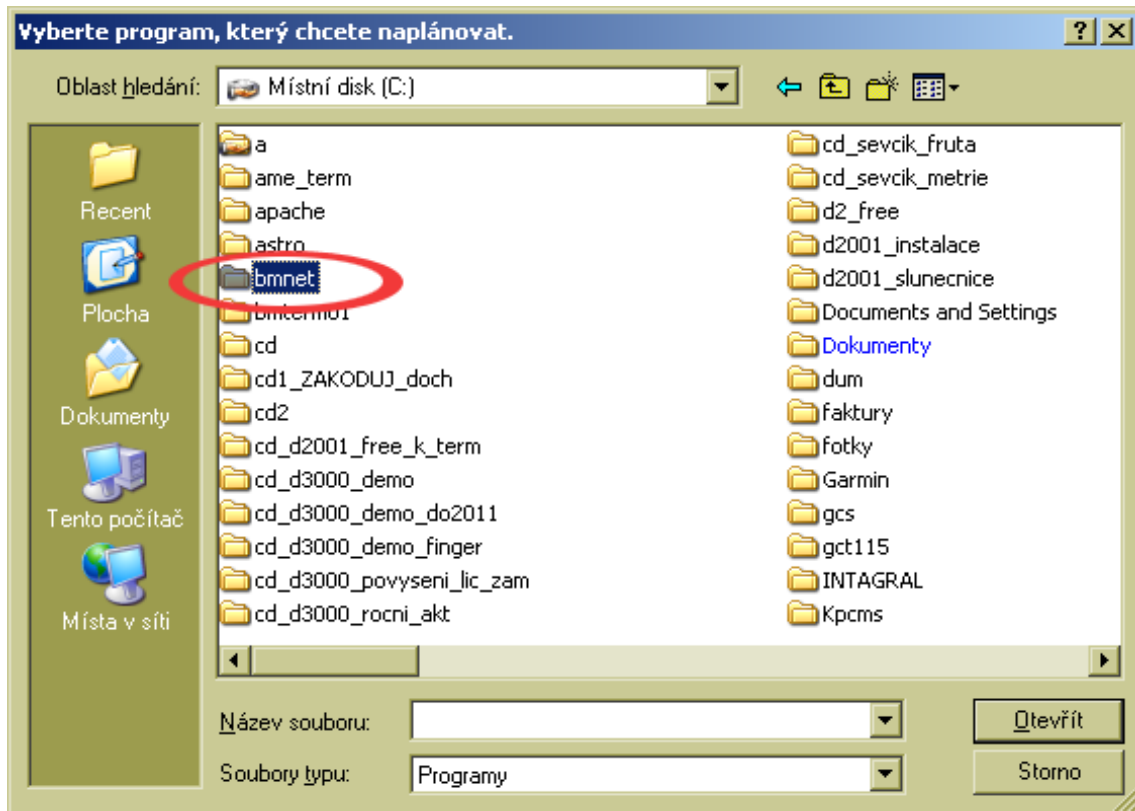 Vyberte program, který chcete naplánovat.
Oblast hledání: Místní disk (C:)
Recent
Plocha
Dokumenty
Tento počítač
Místa v síti
a
ame_term
apache
astro
bmnet
bmtermo1
cd
cd1_ZAKODUJ_doch
cd2
cd_d2001_free_k_term
cd_d3000_demo
cd_d3000_demo_do2011
cd_d3000_demo_finger
cd_d3000_povyseni_lic_zam
cd_d3000_rocni_akt
cd_sevcik_fruta
cd_sevcik_metrie
d2_free
d2001_instalace
d2001_slunecnice
Documents and Settings
Dokumenty
dum
faktury
fotky
Garmin
gcs
gct115
INTAGRAL
Kpcms
Název souboru:
Otevřít
Soubory typu: Programy
Storno